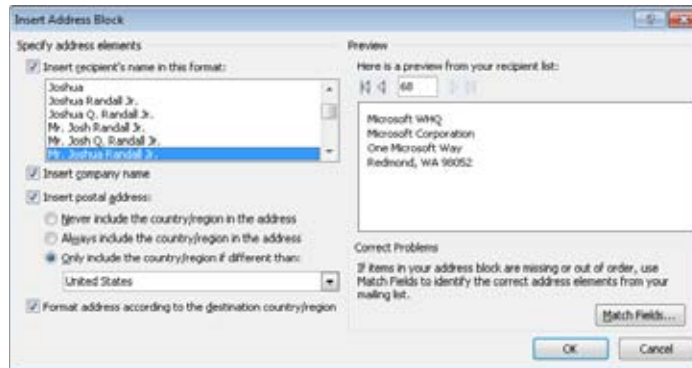 Insert Address Block
Specify address elements
Insert recipient's name in this format:
Joshua
Joshua Randall Jr.
Joshua Q. Randall Jr.
Mr. Josh Randall Jr.
Mr. Josh Q. Randall Jr.
Mr. Joshua Randall Jr.
Insert company name
Insert postal address:
Never include the country/region in the address
Always include the country/region in the address
Only include the country/region if different than:
United States
Format address according to the destination country/region
Preview
Here is a preview from your recipient list:
68
Microsoft WHQ
Microsoft Corporation
One Microsoft Way
Redmond, WA 98052
Correct Problems
If items in your address block are missing or out of order, use
Match Fields to identify the correct address elements from your
mailing list.
Match Fields...
OK
Cancel